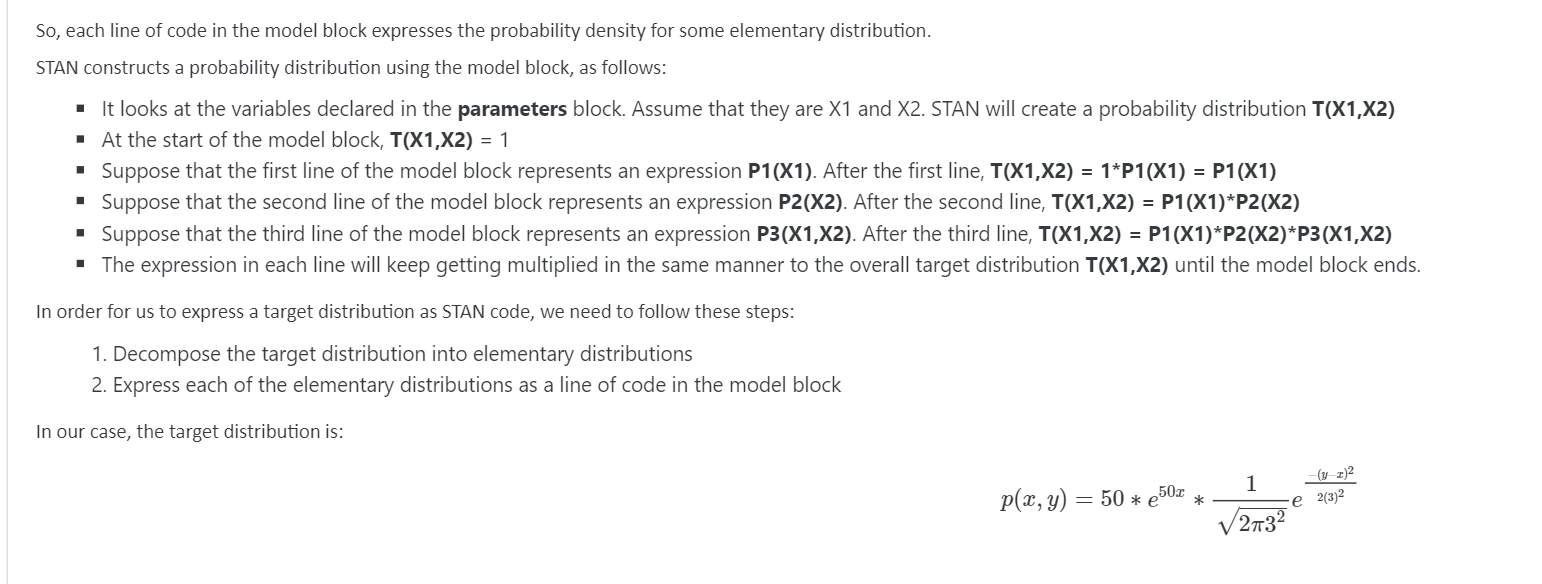 So, each line of code in the model block expresses the probability density for some elementary distribution.
STAN constructs a probability distribution using the model block, as follows:
▪ It looks at the variables declared in the parameters block. Assume that they are X1 and X2. STAN will create a probability distribution T(X1,X2)
▪ At the start of the model block, T(X1,X2) = 1
▪ Suppose that the first line of the model block represents an expression P1(X1). After the first line, T(X1,X2) = 1*P1(X1) = P1(X1)
▪ Suppose that the second line of the model block represents an expression P2(X2). After the second line, T(X1,X2) = P1(X1)*P2(X2)
▪ Suppose that the third line of the model block represents an expression P3(X1,X2). After the third line, T(X1,X2) = P1(X1)*P2(X2)*P3(X1,X2)
▪ The expression in each line will keep getting multiplied in the same manner to the overall target distribution T(X1,X2) until the model block ends.
In order for us to express a target distribution as STAN code, we need to follow these steps:
1. Decompose the target distribution into elementary distributions
2. Express each of the elementary distributions as a line of code in the model block
In our case, the target distribution is:
p(x, y) = 50 * e^{50x} * \frac{1}{\sqrt{2π3^2}} e^{\frac{-(y-x)^2}{2(3)^2}}